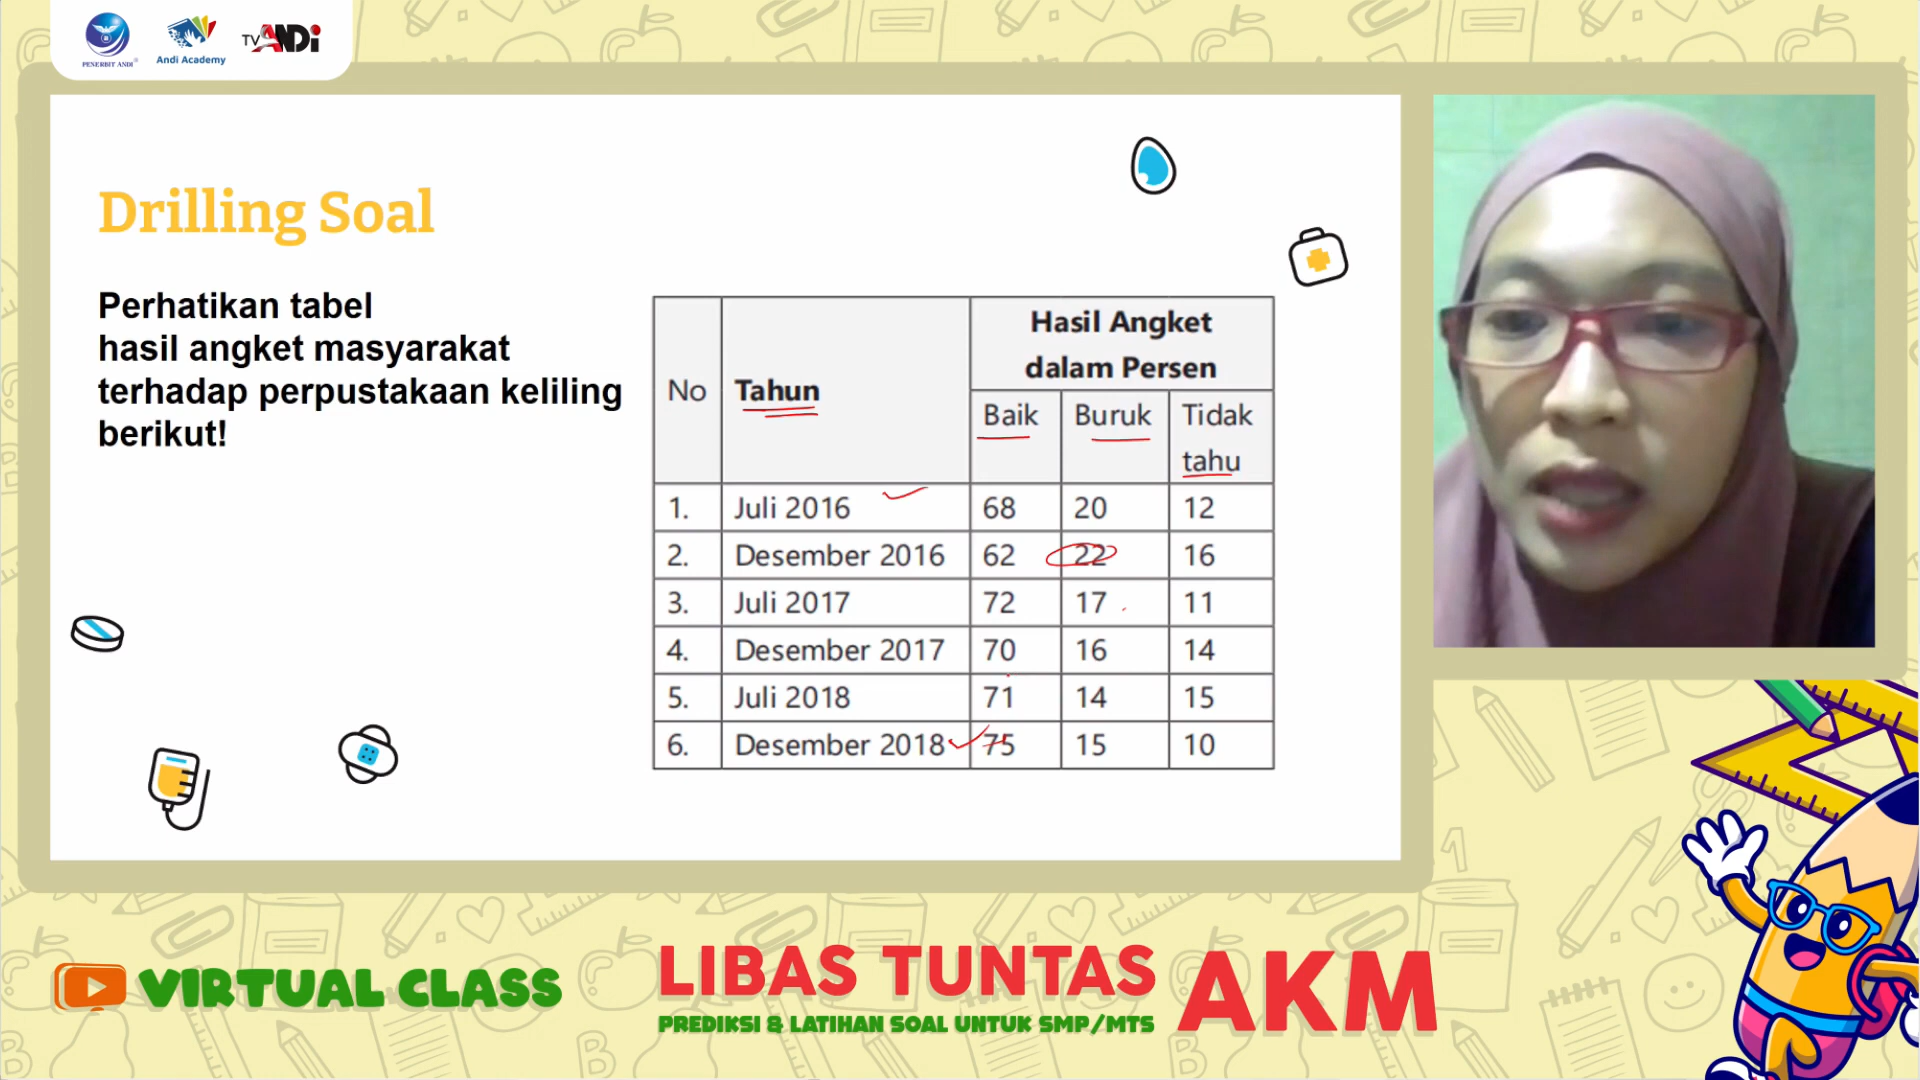 PENERBIT ANDI
Andi Academy
TV ANDi
Drilling Soal
Perhatikan tabel
hasil angket masyarakat
terhadap perpustakaan keliling
berikut!
No Tahun Hasil Angket
dalam Persen
Baik Buruk Tidak
tahu
1. Juli 2016 68 20 12
2. Desember 2016 62 22 16
3. Juli 2017 72 17 11
4. Desember 2017 70 16 14
5. Juli 2018 71 14 15
6. Desember 2018 75 15 10
VIRTUAL CLASS
LIBAS TUNTAS AKM
PREDIKSI & LATIHAN SOAL UNTUK SMP/MTS